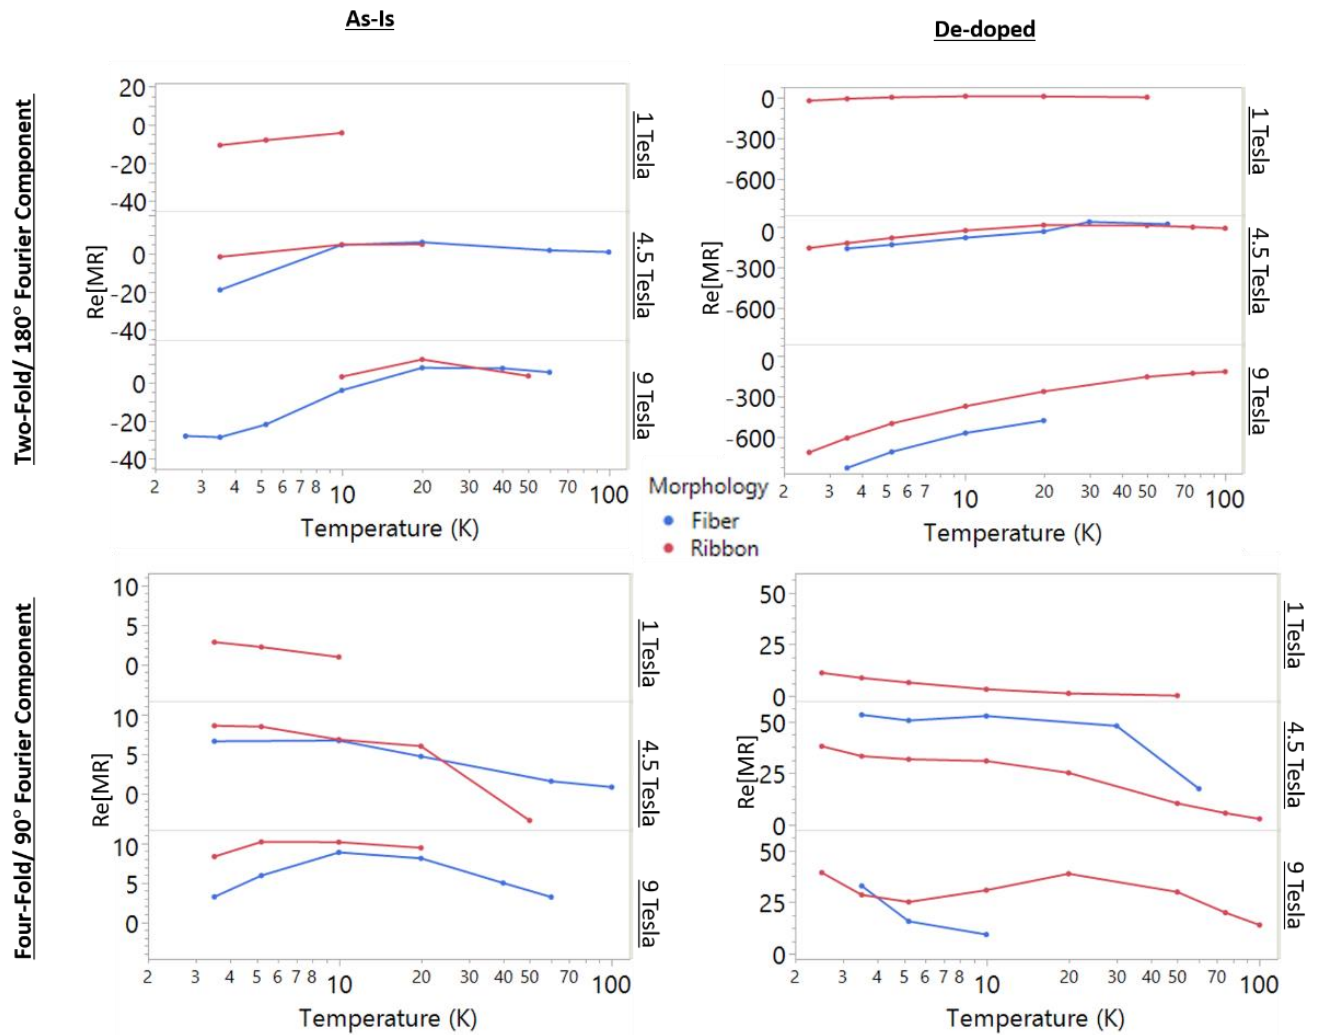 As-Is
De-doped
Two-Fold/ 180° Fourier Component
Re[MR]
20
0
-20
-40
0
-20
-40
0
-20
-40
1 Tesla
4.5 Tesla
9 Tesla
2 3 4 5 6 7 8 10 20 30 40 50 70 100
Temperature (K)
Re[MR]
0
-300
-600
0
-300
-600
0
-300
-600
1 Tesla
4.5 Tesla
9 Tesla
2 3 4 5 6 7 10 20 30 40 50 70 100
Temperature (K)
Morphology
Fiber
Ribbon
Four-Fold/ 90° Fourier Component
Re[MR]
10
5
0
10
5
0
10
5
0
1 Tesla
4.5 Tesla
9 Tesla
2 3 4 5 6 7 8 10 20 30 40 50 70 100
Temperature (K)
Re[MR]
50
25
0
50
25
0
50
25
0
1 Tesla
4.5 Tesla
9 Tesla
2 3 4 5 6 7 10 20 30 40 50 70 100
Temperature (K)